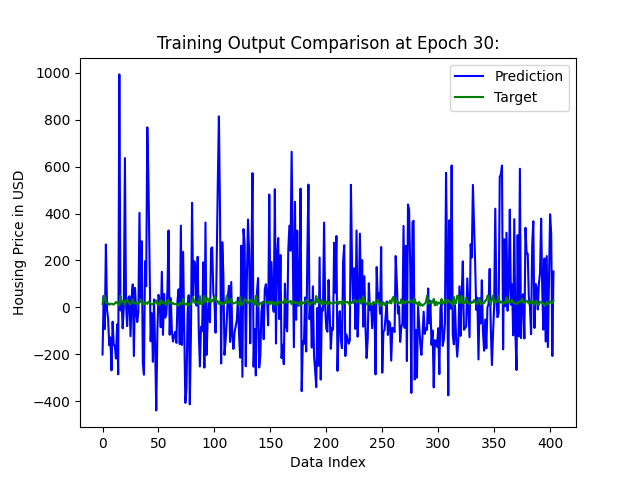 Training Output Comparison at Epoch 30:
Prediction
Target
Housing Price in USD
1000
800
600
400
200
0
−200
−400
0 50 100 150 200 250 300 350 400
Data Index